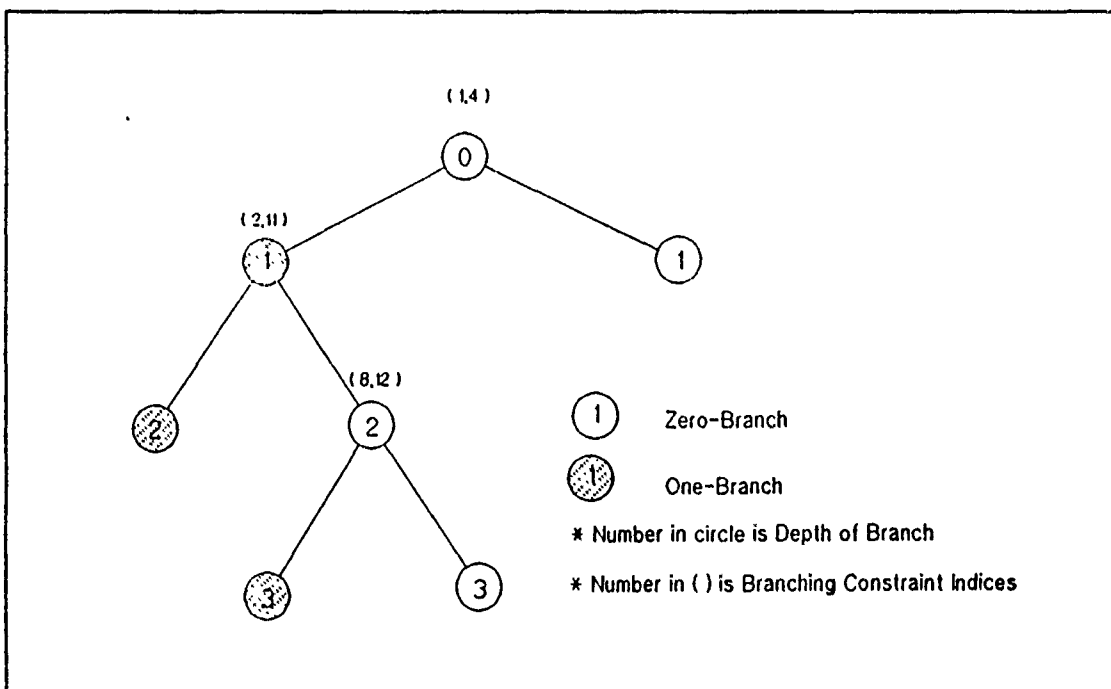 (1,4)
0
(2,11)
1
1
(8,12)
2
2
1 Zero-Branch
1 One-Branch
3
3
* Number in circle is Depth of Branch
* Number in ( ) is Branching Constraint Indices